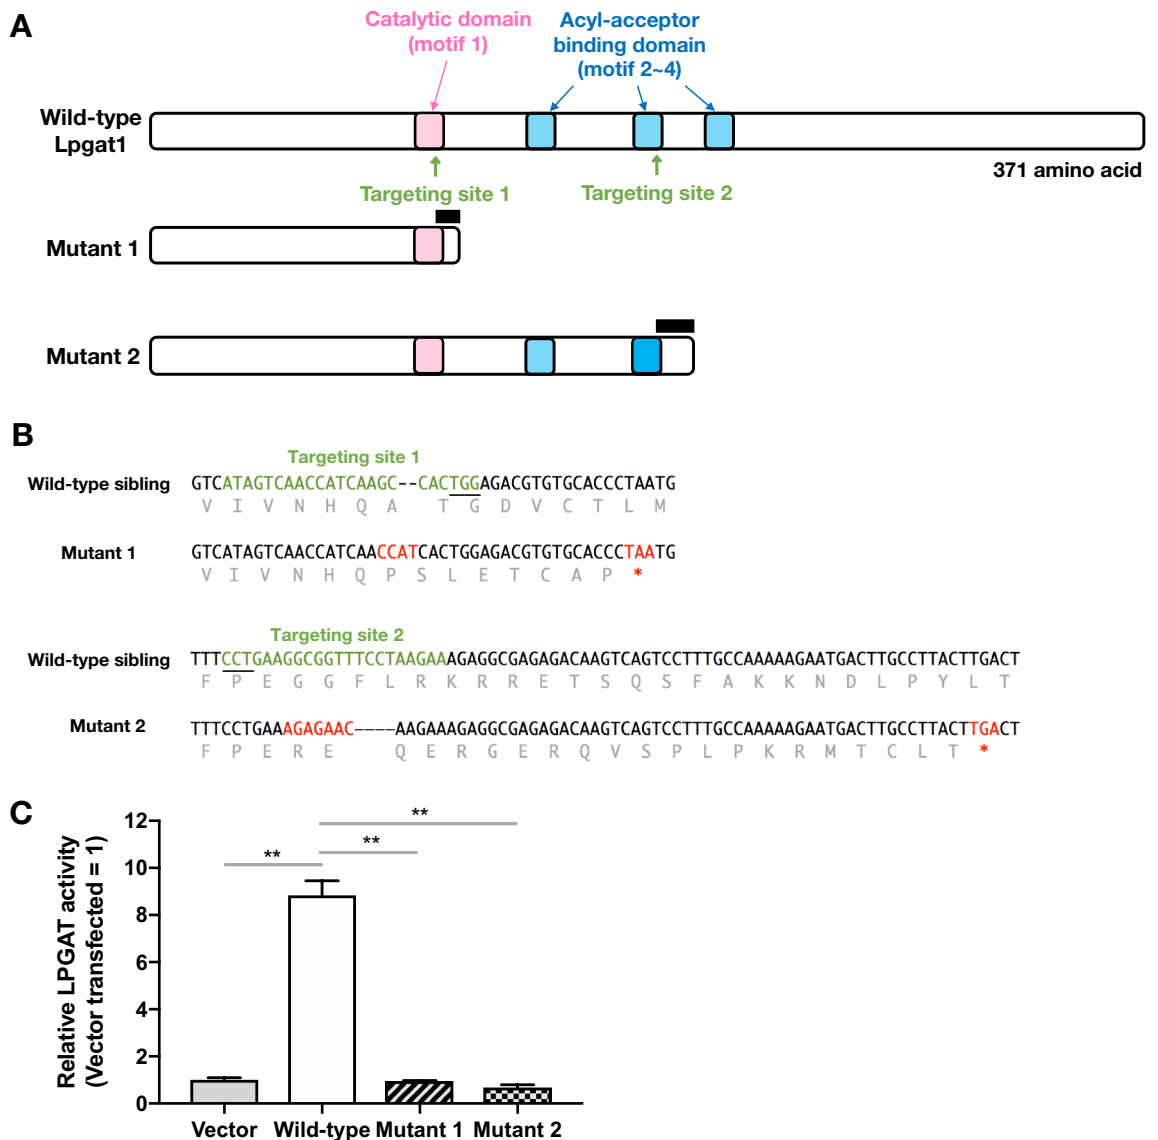 A
Catalytic domain
(motif 1)
Acyl-acceptor
binding domain
(motif 2~4)
Wild-type
Lpgat1
371 amino acid
Targeting site 1
Targeting site 2
Mutant 1
Mutant 2
B
Targeting site 1
Wild-type sibling GTCATAGTCAACCATCAAGC--CACTGGAGACGTGTGCACCCTAATG
V I V N H Q A T G D V C T L M
Mutant 1 GTCATAGTCAACCATCAACCATCACTGGAGACGTGTGCACCCTAATG
V I V N H Q P S L E T C A P *
Targeting site 2
Wild-type sibling TTTCCTGAAGGCGGTTTCCTAAGAAAGAGGCGAGAGACAAGTCAGTCCTTTGCCAAAAAGAATGACTTGCCTTACTTGACT
F P E G G F L R K R R E T S Q S F A K K N D L P Y L T
Mutant 2 TTTCCTGAAAGAGAAC----AAGAAAGAGGCGAGAGACAAGTCAGTCCTTTGCCAAAAAGAATGACTTGCCTTACTTGACT
F P E R E Q E R G E R Q V S P L P K R M T C L T *
C
Relative LPGAT activity
(Vector transfected = 1)
12
10
8
6
4
2
0
**
**
**
Vector Wild-type Mutant 1 Mutant 2